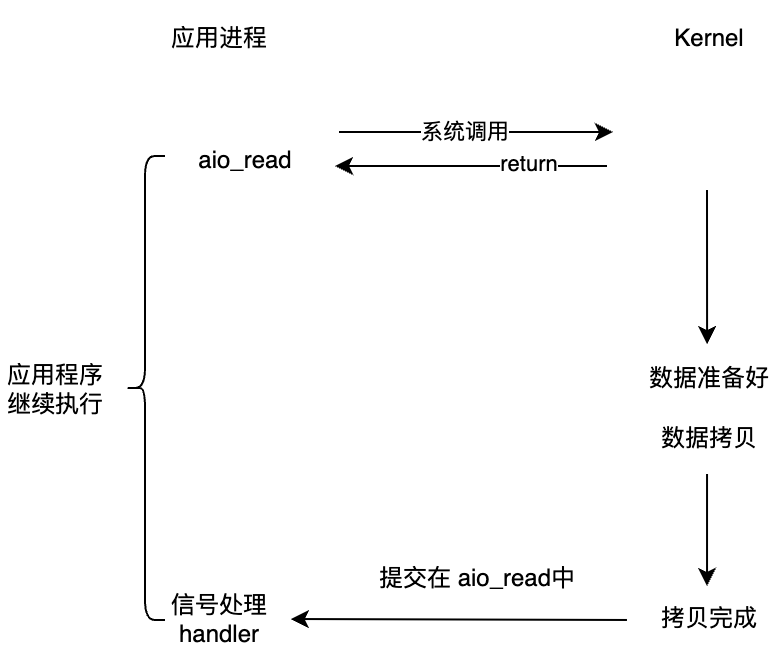 应用进程
Kernel
系统调用
aio_read
return
应用程序
继续执行
数据准备好
数据拷贝
提交在 aio_read中
信号处理
handler
拷贝完成